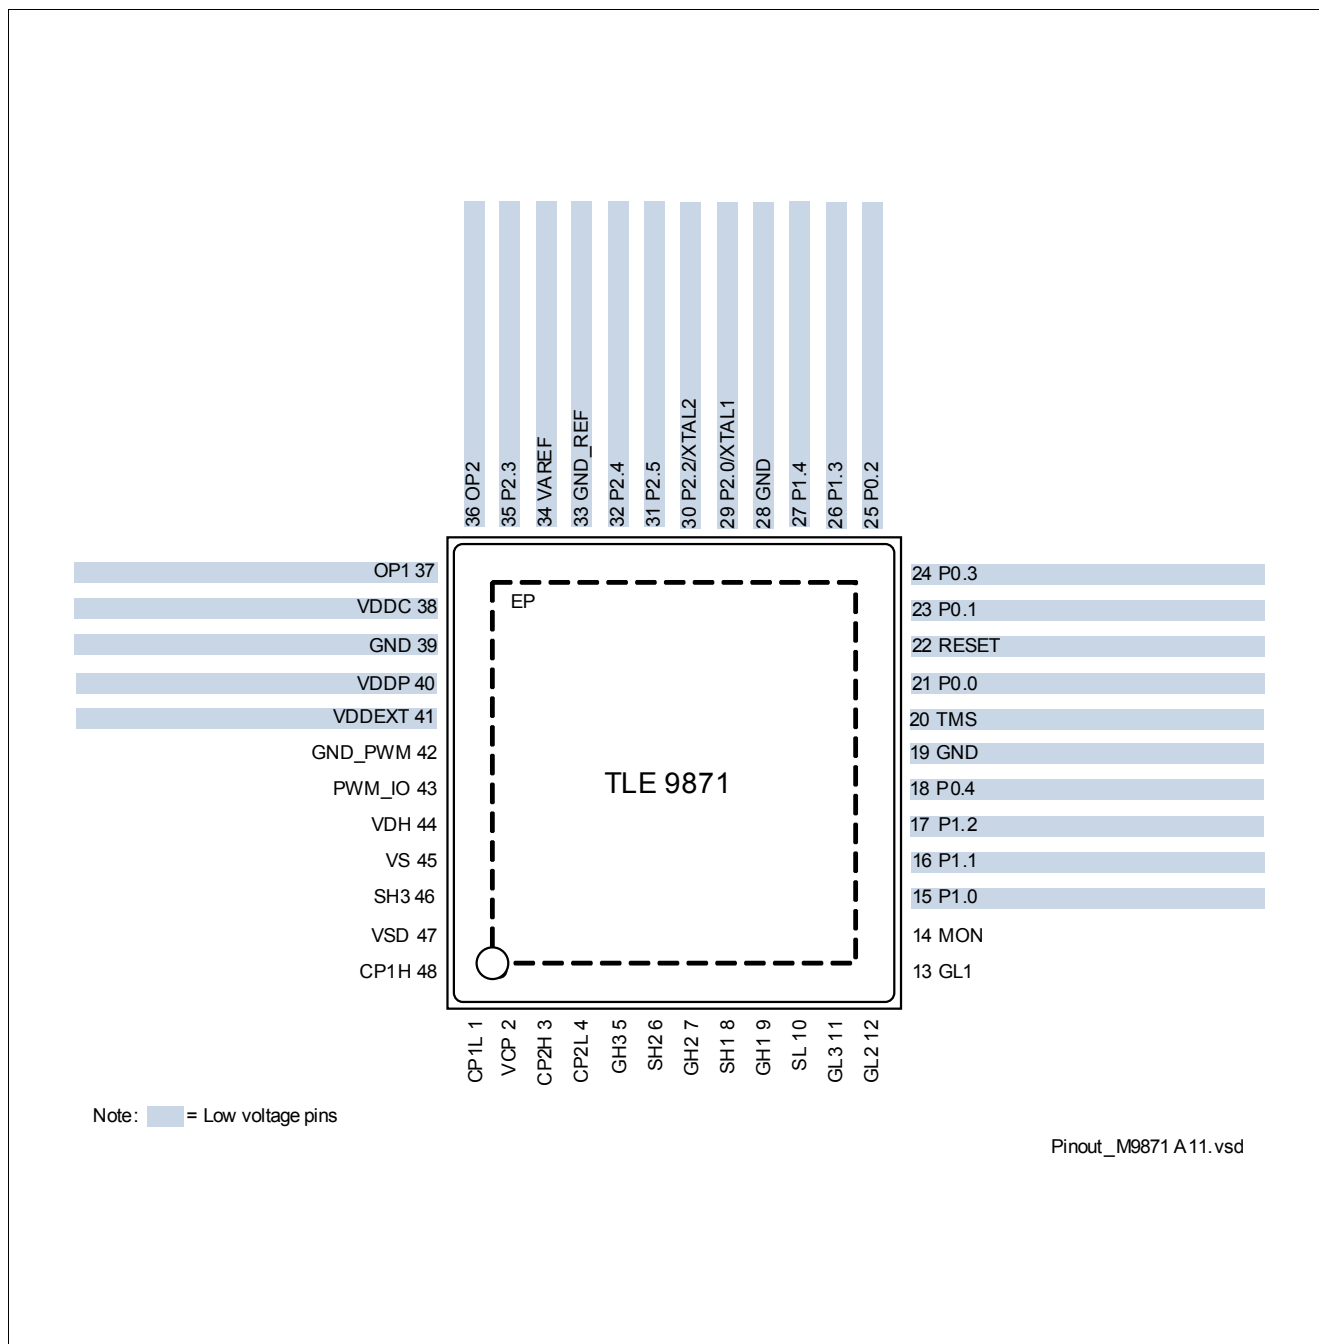 36 OP2
35 P2.3
34 VAREF
33 GND_REF
32 P2.4
31 P2.5
30 P2.2/XTAL2
29 P2.0/XTAL1
28 GND
27 P1.4
26 P1.3
25 P0.2
OP1 37
VDDC 38
GND 39
VDDP 40
VDDEXT 41
GND_PWM 42
PWM_IO 43
VDH 44
VS 45
SH3 46
VSD 47
CP1H 48
EP
TLE 9871
24 P0.3
23 P0.1
22 RESET
21 P0.0
20 TMS
19 GND
18 P0.4
17 P1.2
16 P1.1
15 P1.0
14 MON
13 GL1
CP1L 1
VCP 2
CP2H 3
CP2L 4
GH3 5
SH2 6
GH2 7
SH1 8
GH1 9
SL 10
GL3 11
GL2 12
Note: = Low voltage pins
Pinout_M9871 A11.vsd